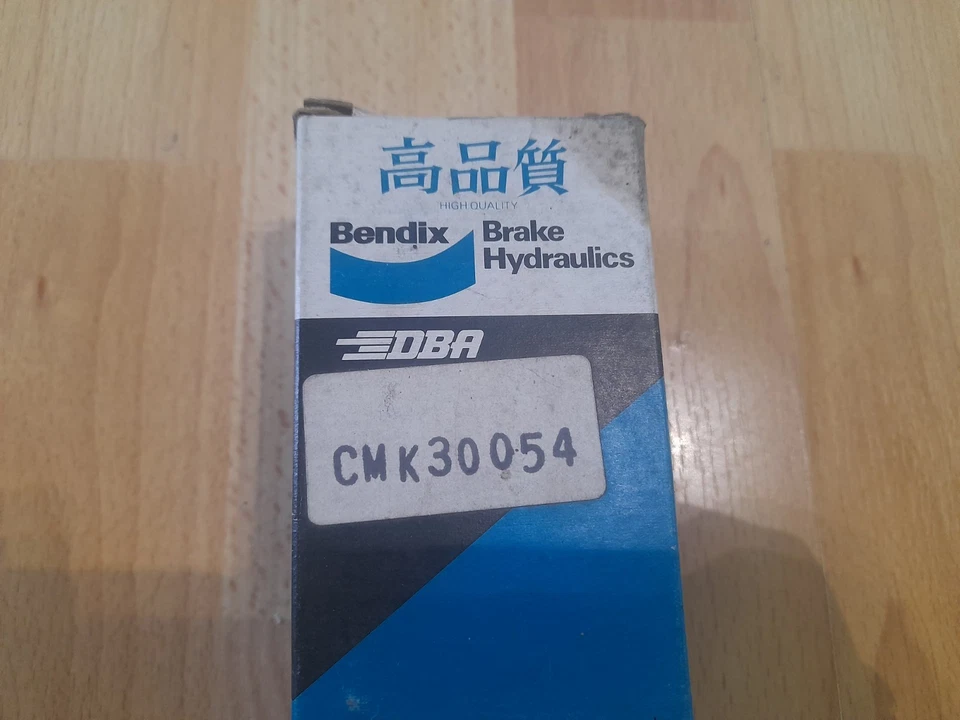 高品質
HIGH QUALITY
Bendix
Brake
Hydraulics
DBA
CMK30054